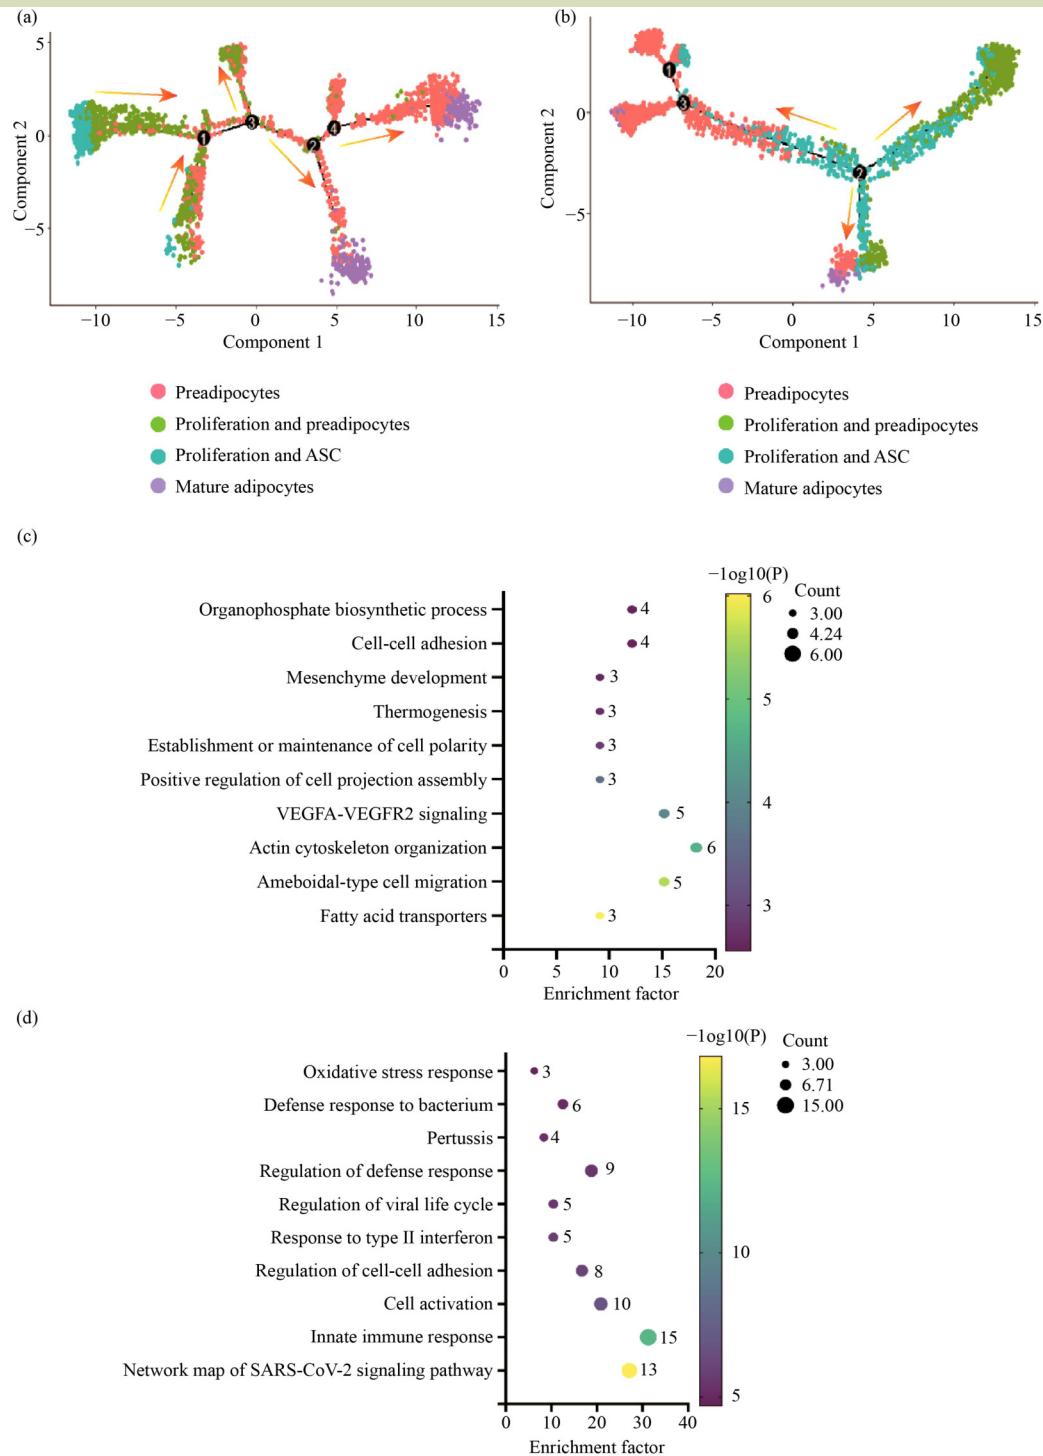 (a)
(b)
5
0
−5
Component 2
1
3
2
4
−10
−5
0
5
10
15
Component 1
0
−5
Component 2
1
3
2
−10
−5
0
5
10
15
Component 1
Preadipocytes
Proliferation and preadipocytes
Proliferation and ASC
Mature adipocytes
Preadipocytes
Proliferation and preadipocytes
Proliferation and ASC
Mature adipocytes
(c)
Organophosphate biosynthetic process
4
Cell-cell adhesion
4
Mesenchyme development
3
Thermogenesis
3
Establishment or maintenance of cell polarity
3
Positive regulation of cell projection assembly
3
VEGFA-VEGFR2 signaling
5
Actin cytoskeleton organization
6
Ameboidal-type cell migration
5
Fatty acid transporters
3
0
5
10
15
20
Enrichment factor
−1og10(P)
6
5
4
3
Count
3.00
4.24
6.00
(d)
Oxidative stress response
3
Defense response to bacterium
6
Pertussis
4
Regulation of defense response
9
Regulation of viral life cycle
5
Response to type II interferon
5
Regulation of cell-cell adhesion
8
Cell activation
10
Innate immune response
15
Network map of SARS-CoV-2 signaling pathway
13
0
10
20
30
40
Enrichment factor
−1og10(P)
15
10
5
Count
3.00
6.71
15.00